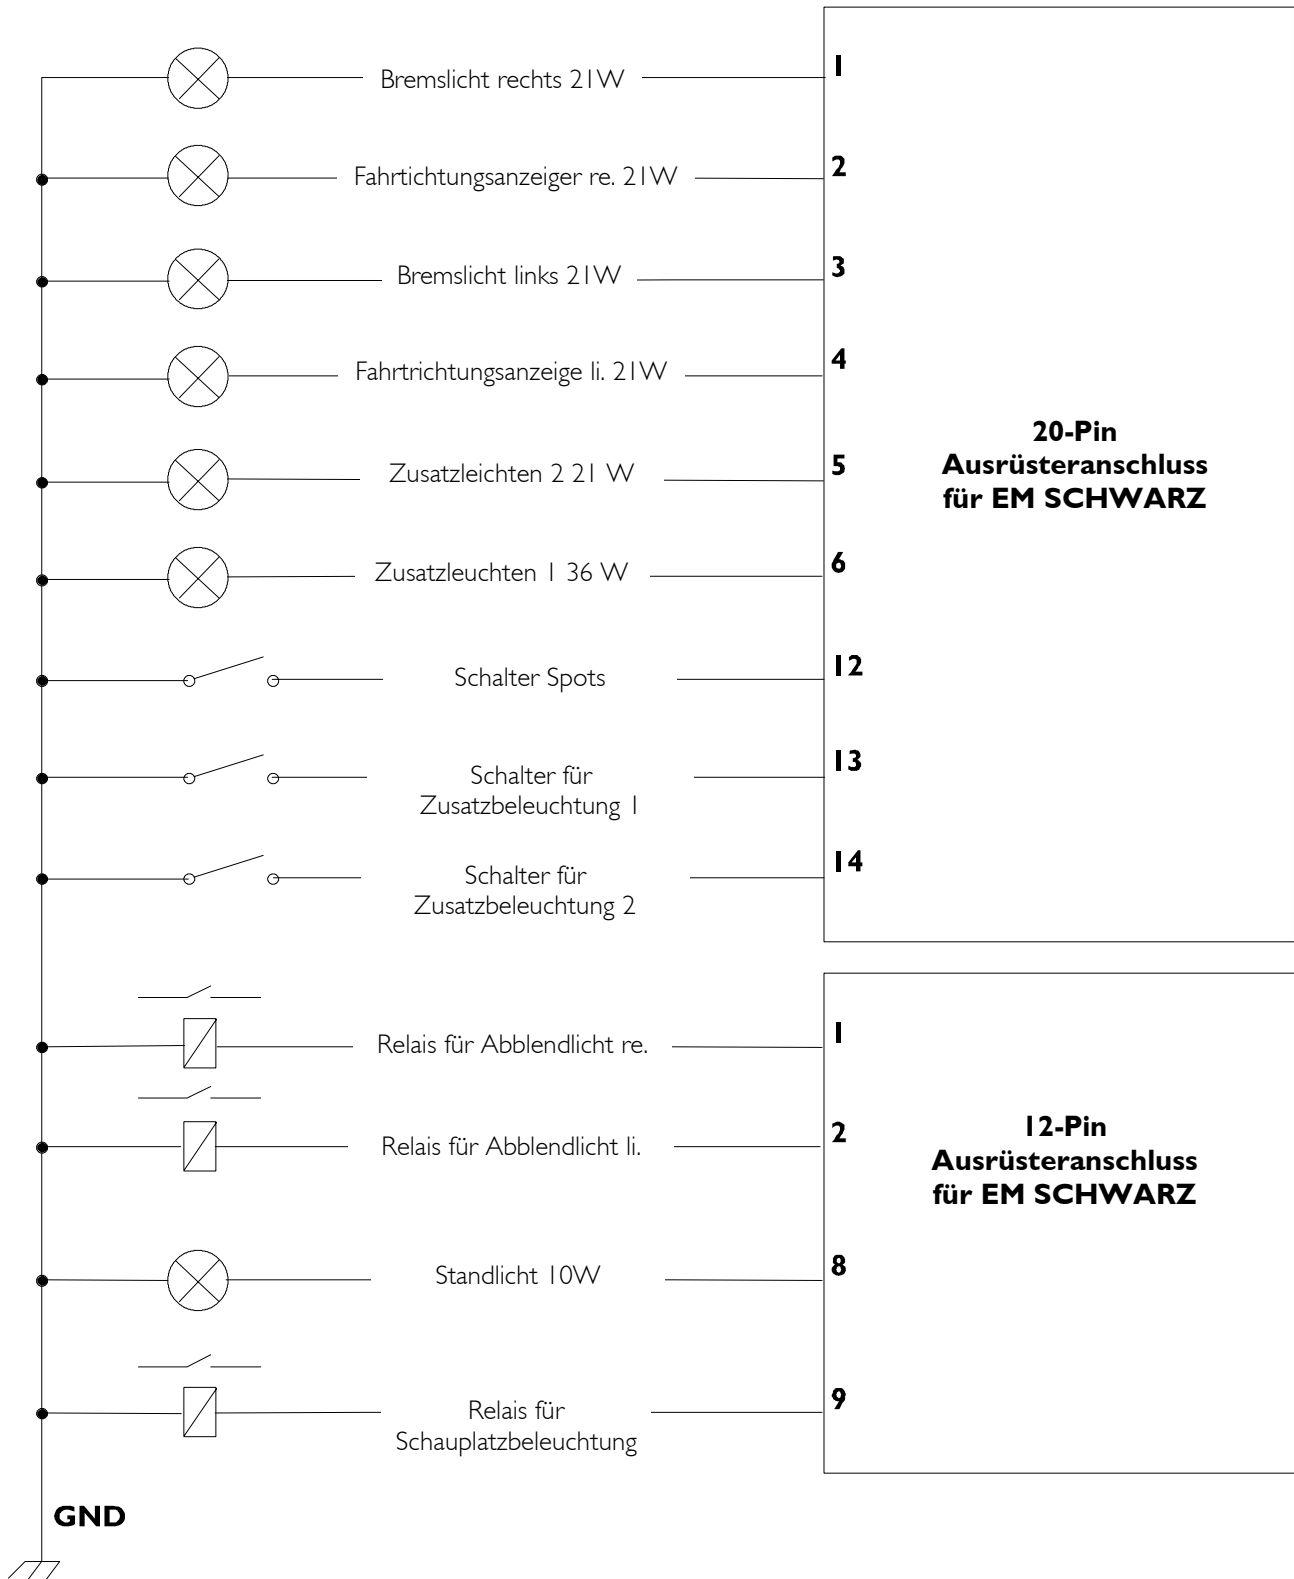 Bremslicht rechts 21W
1
Fahrtichtungsanzeiger re. 21W
2
Bremslicht links 21W
3
Fahrtrichtungsanzeige li. 21W
4
Zusatzleichten 2 21 W
5
Zusatzleuchten 1 36 W
6
Schalter Spots
12
Schalter für
Zusatzbeleuchtung 1
13
Schalter für
Zusatzbeleuchtung 2
14
20-Pin
Ausrüsteranschluss
für EM SCHWARZ
Relais für Abblendlicht re.
1
Relais für Abblendlicht li.
2
Standlicht 10W
8
Relais für
Schauplatzbeleuchtung
9
12-Pin
Ausrüsteranschluss
für EM SCHWARZ
GND